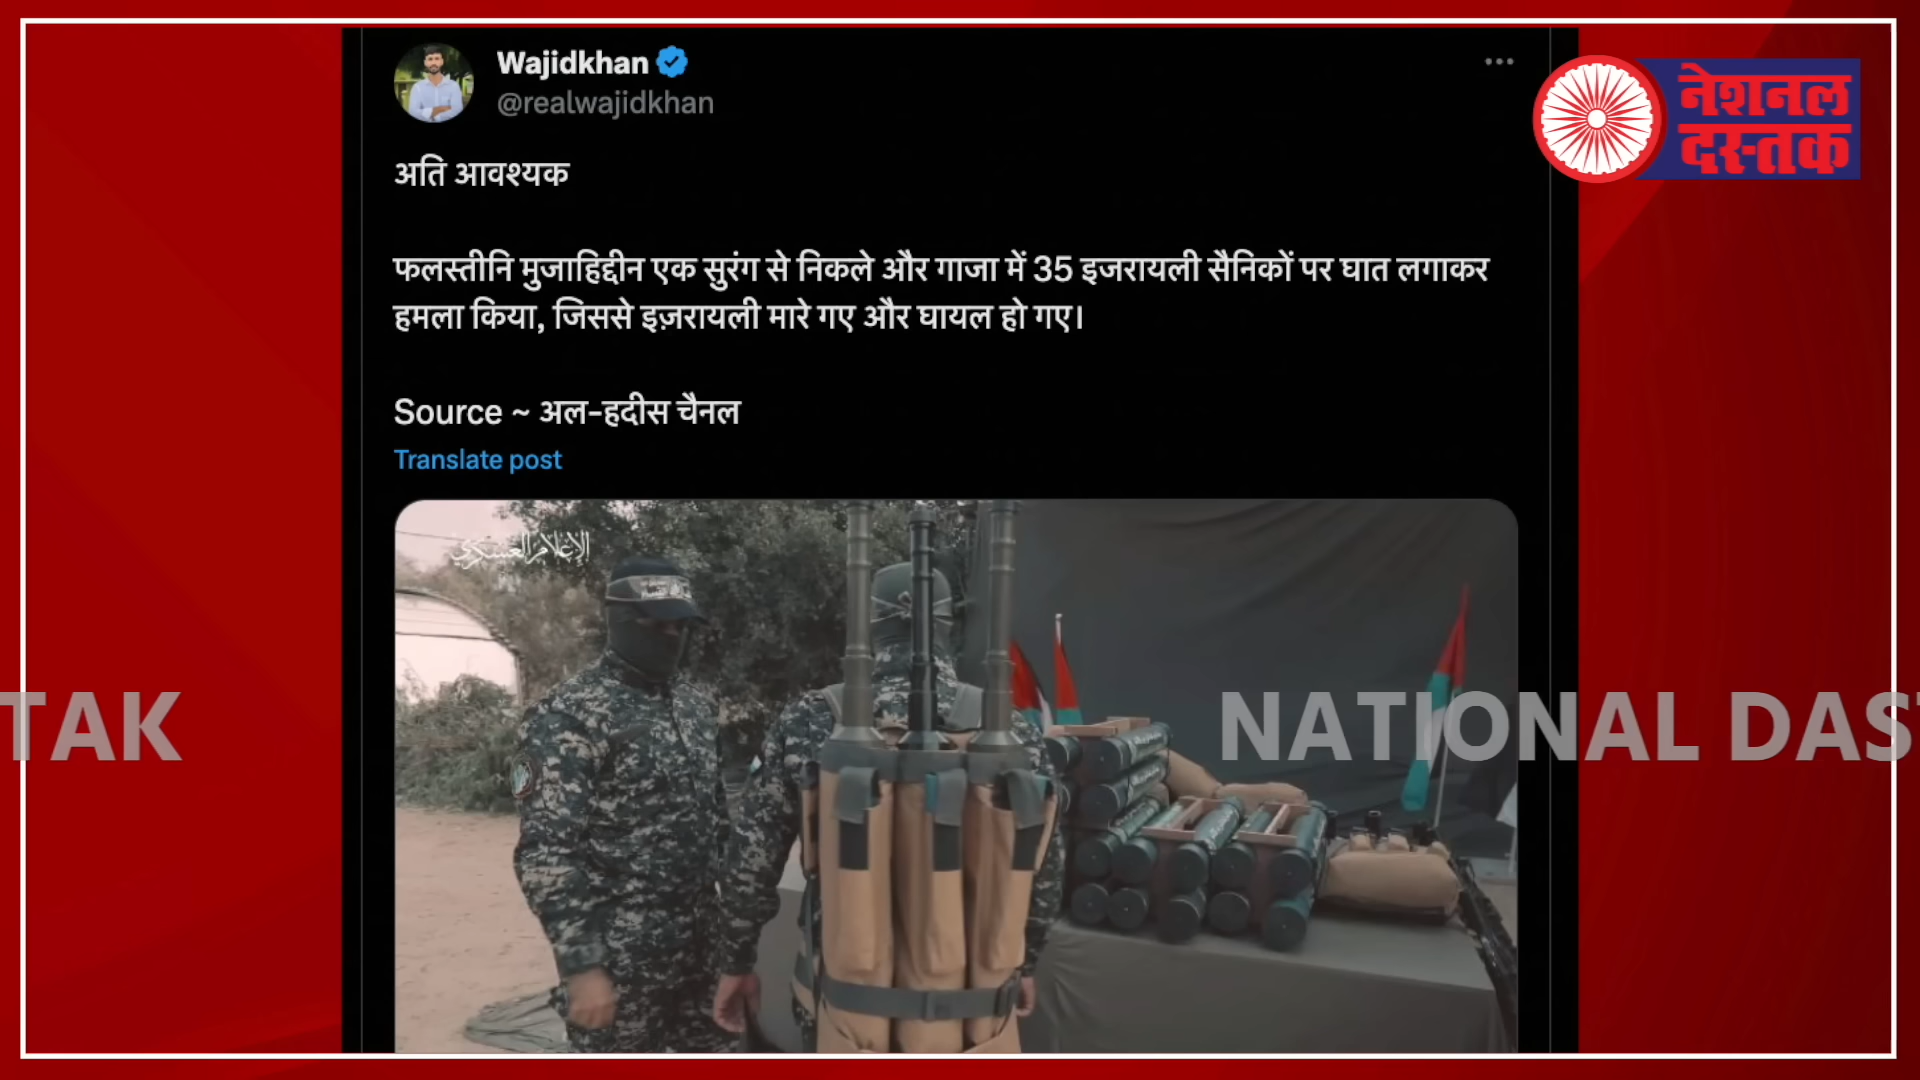 Wajidkhan
@realwajidkhan
नेशनल
दस्तक
अति आवश्यक
फलस्तीनि मुजाहिद्दीन एक सुरंग से निकले और गाजा में 35 इजरायली सैनिकों पर घात लगाकर
हमला किया, जिससे इज़रायली मारे गए और घायल हो गए।
Source ~ अल-हदीस चैनल
Translate post
الإعلام العسكري
TAK
NATIONAL DAS